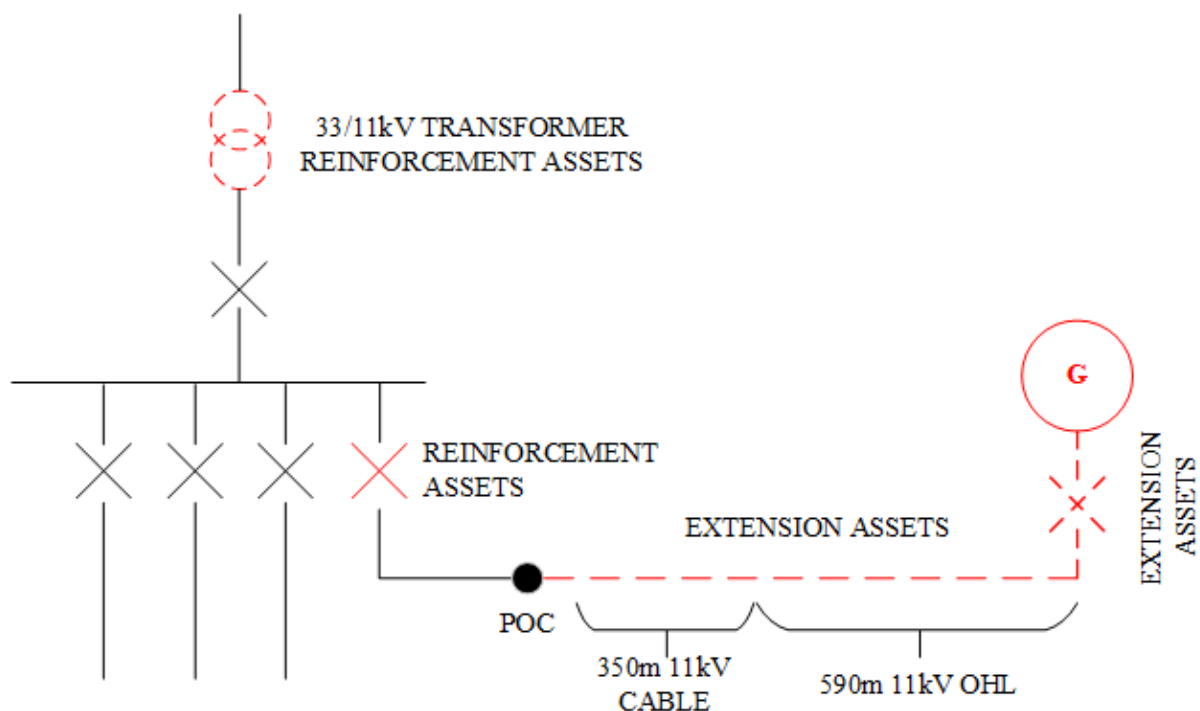 33/11kV TRANSFORMER
REINFORCEMENT ASSETS
G
REINFORCEMENT
ASSETS
EXTENSION ASSETS
EXTENSION
ASSETS
POC
350m 11kV
CABLE
590m 11kV OHL